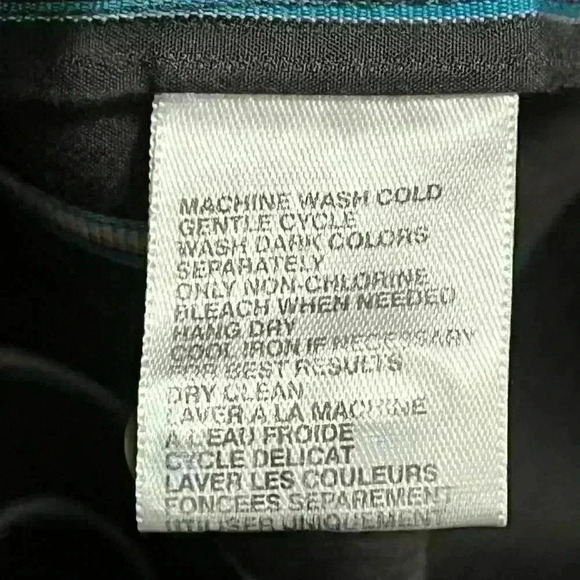 MACHINE WASH COLD
GENTLE CYCLE
WASH DARK COLORS
SEPARATELY
ONLY NON-CHLORINE
BLEACH WHEN NEEDED
HANG DRY
COOL IRON IF NECESSARY
FOR BEST RESULTS
DRY CLEAN
LAVER A LA MACHINE
A L'EAU FROIDE
CYCLE DELICAT
LAVER LES COULEURS
FONCEES SEPAREMENT
UTILISER UNIQUEMENT